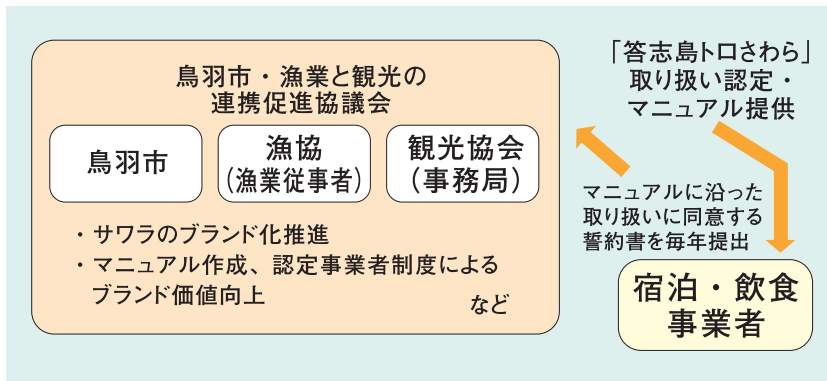 鳥羽市・漁業と観光の
連携促進協議会
鳥羽市
漁協
（漁業従事者）
観光協会
（事務局）
・サワラのブランド化推進
・マニュアル作成、認定事業者制度による
ブランド価値向上
など
「答志島トロさわら」
取り扱い認定・
マニュアル提供
マニュアルに沿った
取り扱いに同意する
誓約書を毎年提出
宿泊・飲食
事業者